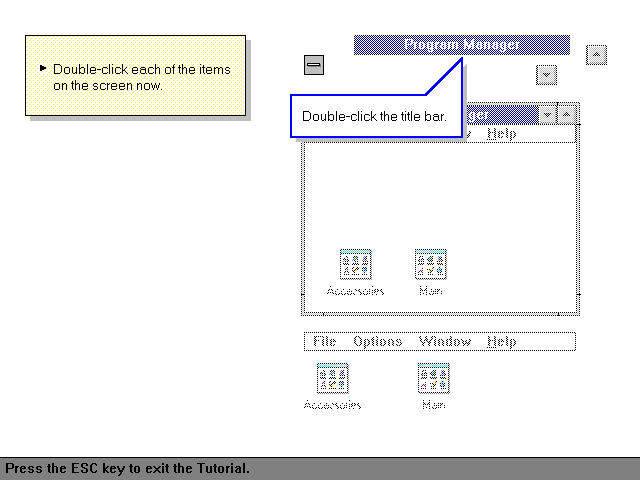 Program Manager
Double-click each of the items
on the screen now.
Double-click the title bar.
Help
Accessories Main
File Options Window Help
Accessories Main
Press the ESC key to exit the Tutorial.